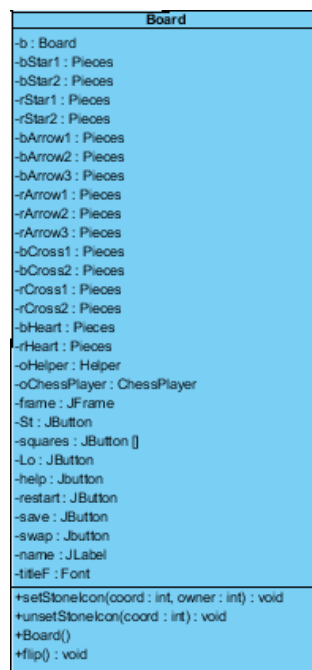 Board
-b : Board
-bStar1 : Pieces
-bStar2 : Pieces
-rStar1 : Pieces
-rStar2 : Pieces
-bArrow1 : Pieces
-bArrow2 : Pieces
-bArrow3 : Pieces
-rArrow1 : Pieces
-rArrow2 : Pieces
-rArrow3 : Pieces
-bCross1 : Pieces
-bCross2 : Pieces
-rCross1 : Pieces
-rCross2 : Pieces
-bHeart : Pieces
-rHeart : Pieces
-oHelper : Helper
-oChessPlayer : ChessPlayer
-frame : JFrame
-St : JButton
-squares : JButton []
-Lo : JButton
-help : Jbutton
-restart : JButton
-save : JButton
-swap : Jbutton
-name : JLabel
-titleF : Font
+setStoneIcon(coord : int, owner : int) : void
+unsetStoneIcon(coord : int) : void
+Board()
+flip() : void